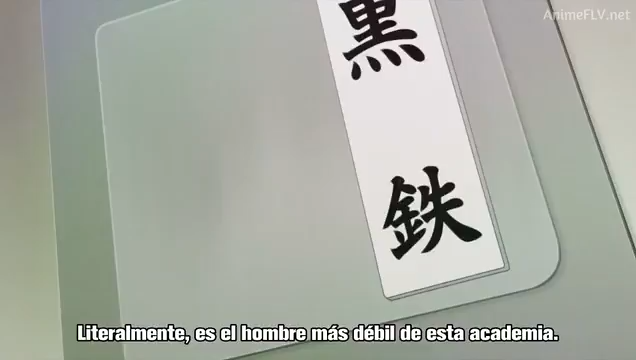 AnimeFLV.net
黒鉄
Literalmente, es el hombre más débil de esta academia.